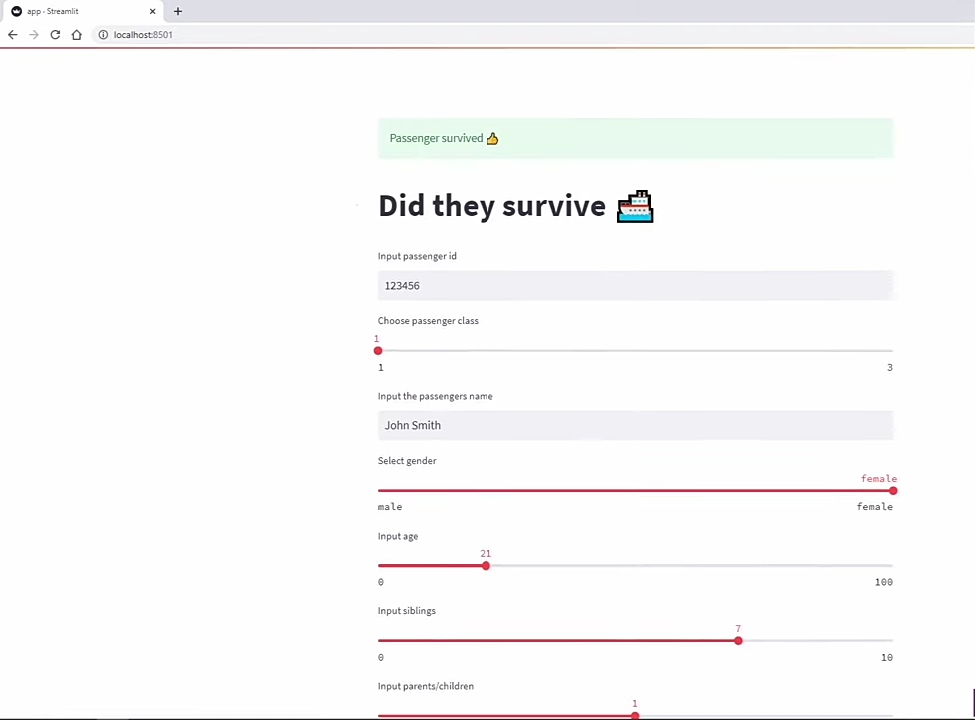 app - Streamlit
localhost:8501
Passenger survived 👍
Did they survive 🚢
Input passenger id
123456
Choose passenger class
1
1 3
Input the passengers name
John Smith
Select gender
female
male female
Input age
21
0 100
Input siblings
7
0 10
Input parents/children
1